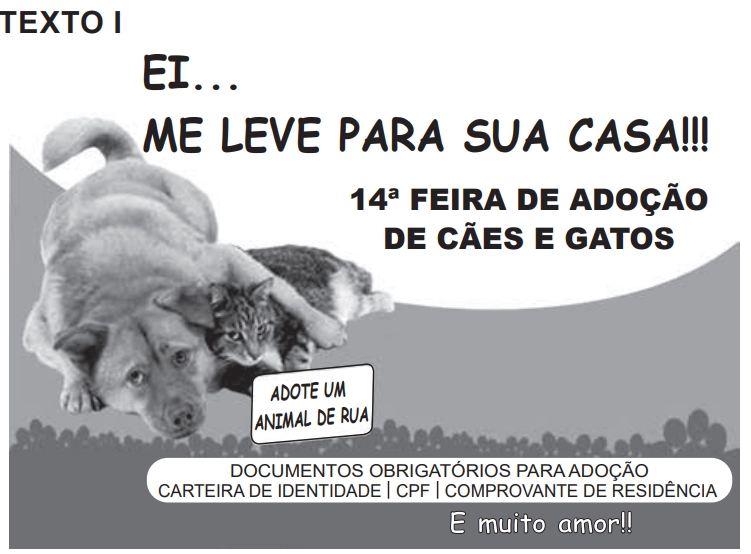 TEXTO I
EI...
ME LEVE PARA SUA CASA!!!
14ª FEIRA DE ADOÇÃO
DE CÃES E GATOS
ADOTE UM
ANIMAL DE RUA
DOCUMENTOS OBRIGATÓRIOS PARA ADOÇÃO
CARTEIRA DE IDENTIDADE | CPF | COMPROVANTE DE RESIDÊNCIA
E muito amor!!